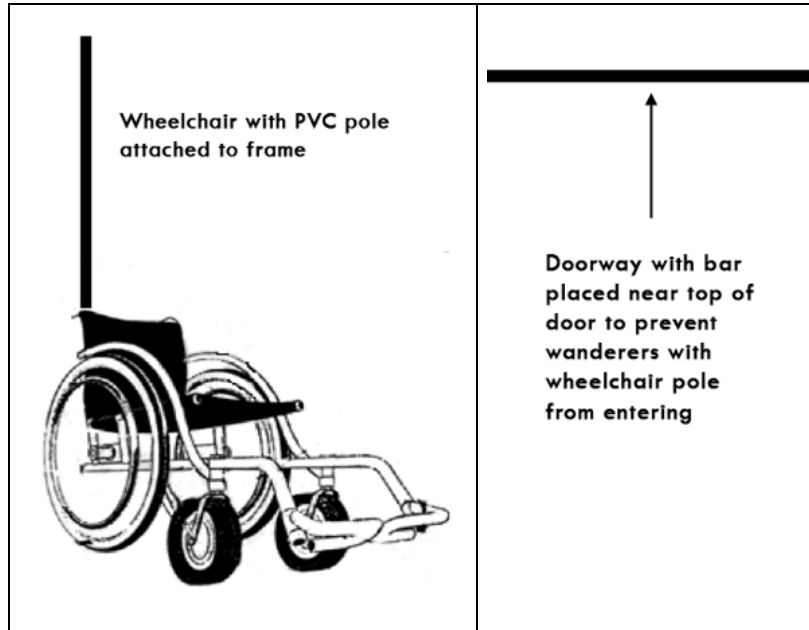 Wheelchair with PVC pole
attached to frame
Doorway with bar
placed near top of
door to prevent
wanderers with
wheelchair pole
from entering